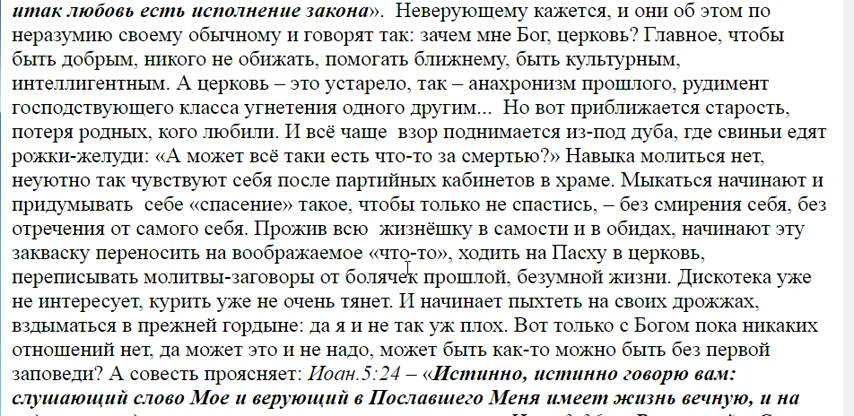 итак любовь есть исполнение закона».  Неверующему кажется, и они об этом по
неразумию своему обычному и говорят так: зачем мне Бог, церковь? Главное, чтобы
быть добрым, никого не обижать, помогать ближнему, быть культурным,
интеллигентным. А церковь – это устарело, так – анахронизм прошлого, рудимент
господствующего класса угнетения одного другим...  Но вот приближается старость,
потеря родных, кого любили. И всё чаще  взор поднимается из-под дуба, где свиньи едят
рожки-желуди: «А может всё таки есть что-то за смертью?» Навыка молиться нет,
неуютно так чувствуют себя после партийных кабинетов в храме. Мыкаться начинают и
придумывать  себе «спасение» такое, чтобы только не спастись, – без смирения себя, без
отречения от самого себя. Прожив всю  жизнёшку в самости и в обидах, начинают эту
закваску переносить на воображаемое «что-то», ходить на Пасху в церковь,
переписывать молитвы-заговоры от болячек прошлой, безумной жизни. Дискотека уже
не интересует, курить уже не очень тянет. И начинает пыхтеть на своих дрожжах,
вздыматься в прежней гордыне: да я и не так уж плох. Вот только с Богом пока никаких
отношений нет, да может это и не надо, может быть как-то можно быть без первой
заповеди? А совесть проясняет: Иоан.5:24 – «Истинно, истинно говорю вам:
слушающий слово Мое и верующий в Пославшего Меня имеет жизнь вечную, и на